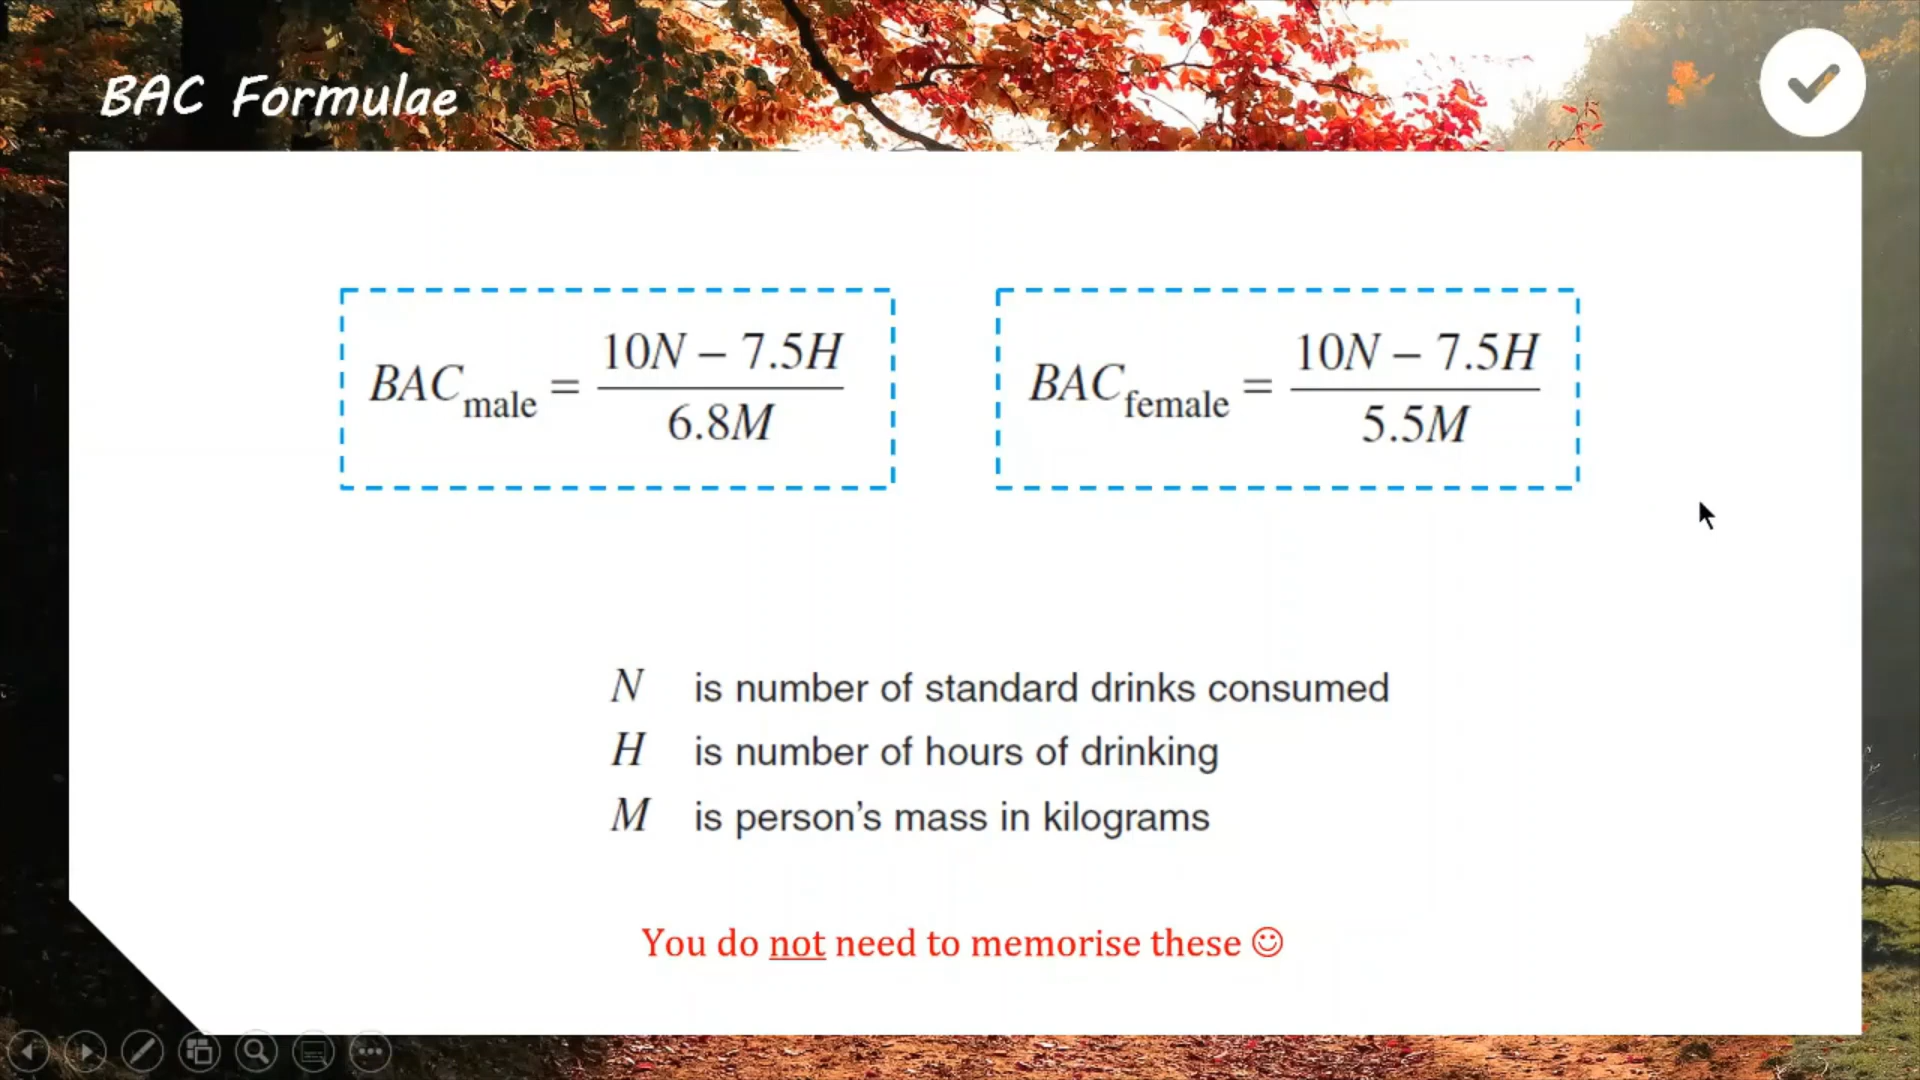 BAC Formulae
BAC_male = (10N – 7.5H) / 6.8M
BAC_female = (10N – 7.5H) / 5.5M
N is number of standard drinks consumed
H is number of hours of drinking
M is person’s mass in kilograms
You do not need to memorise these ☺